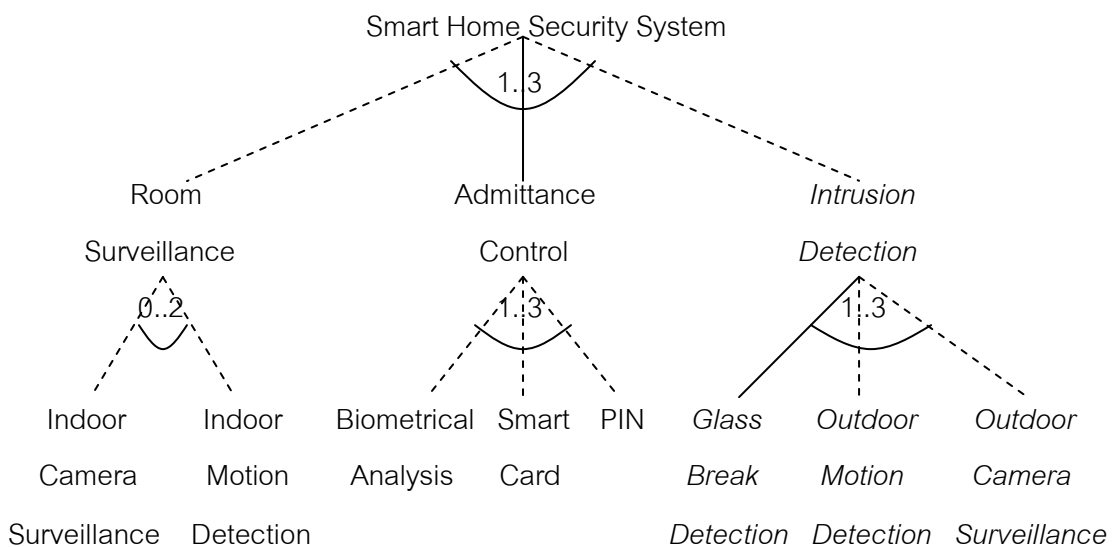 Smart Home Security System
1..3
Room
Surveillance
Admittance
Control
Intrusion
Detection
0..2
1..3
1..3
Indoor
Camera
Surveillance
Indoor
Motion
Detection
Biometrical
Analysis
Smart
Card
PIN
Glass
Break
Detection
Outdoor
Motion
Detection
Outdoor
Camera
Surveillance